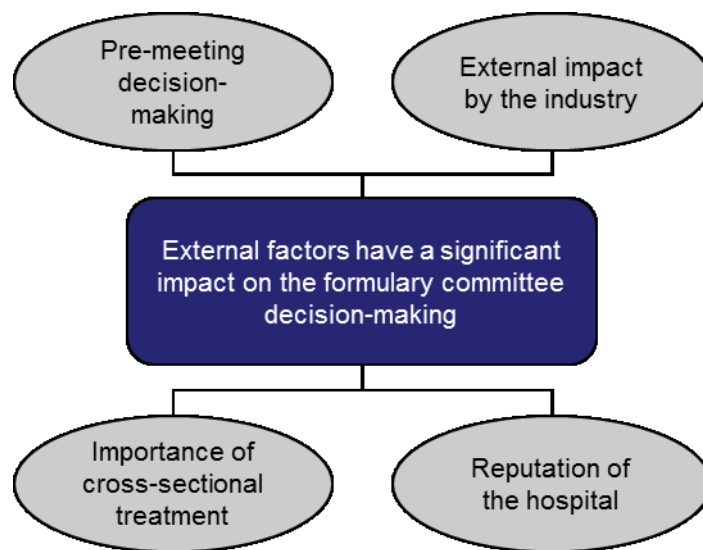 Pre-meeting
decision-
making
External impact
by the industry
External factors have a significant
impact on the formulary committee
decision-making
Importance of
cross-sectional
treatment
Reputation of
the hospital